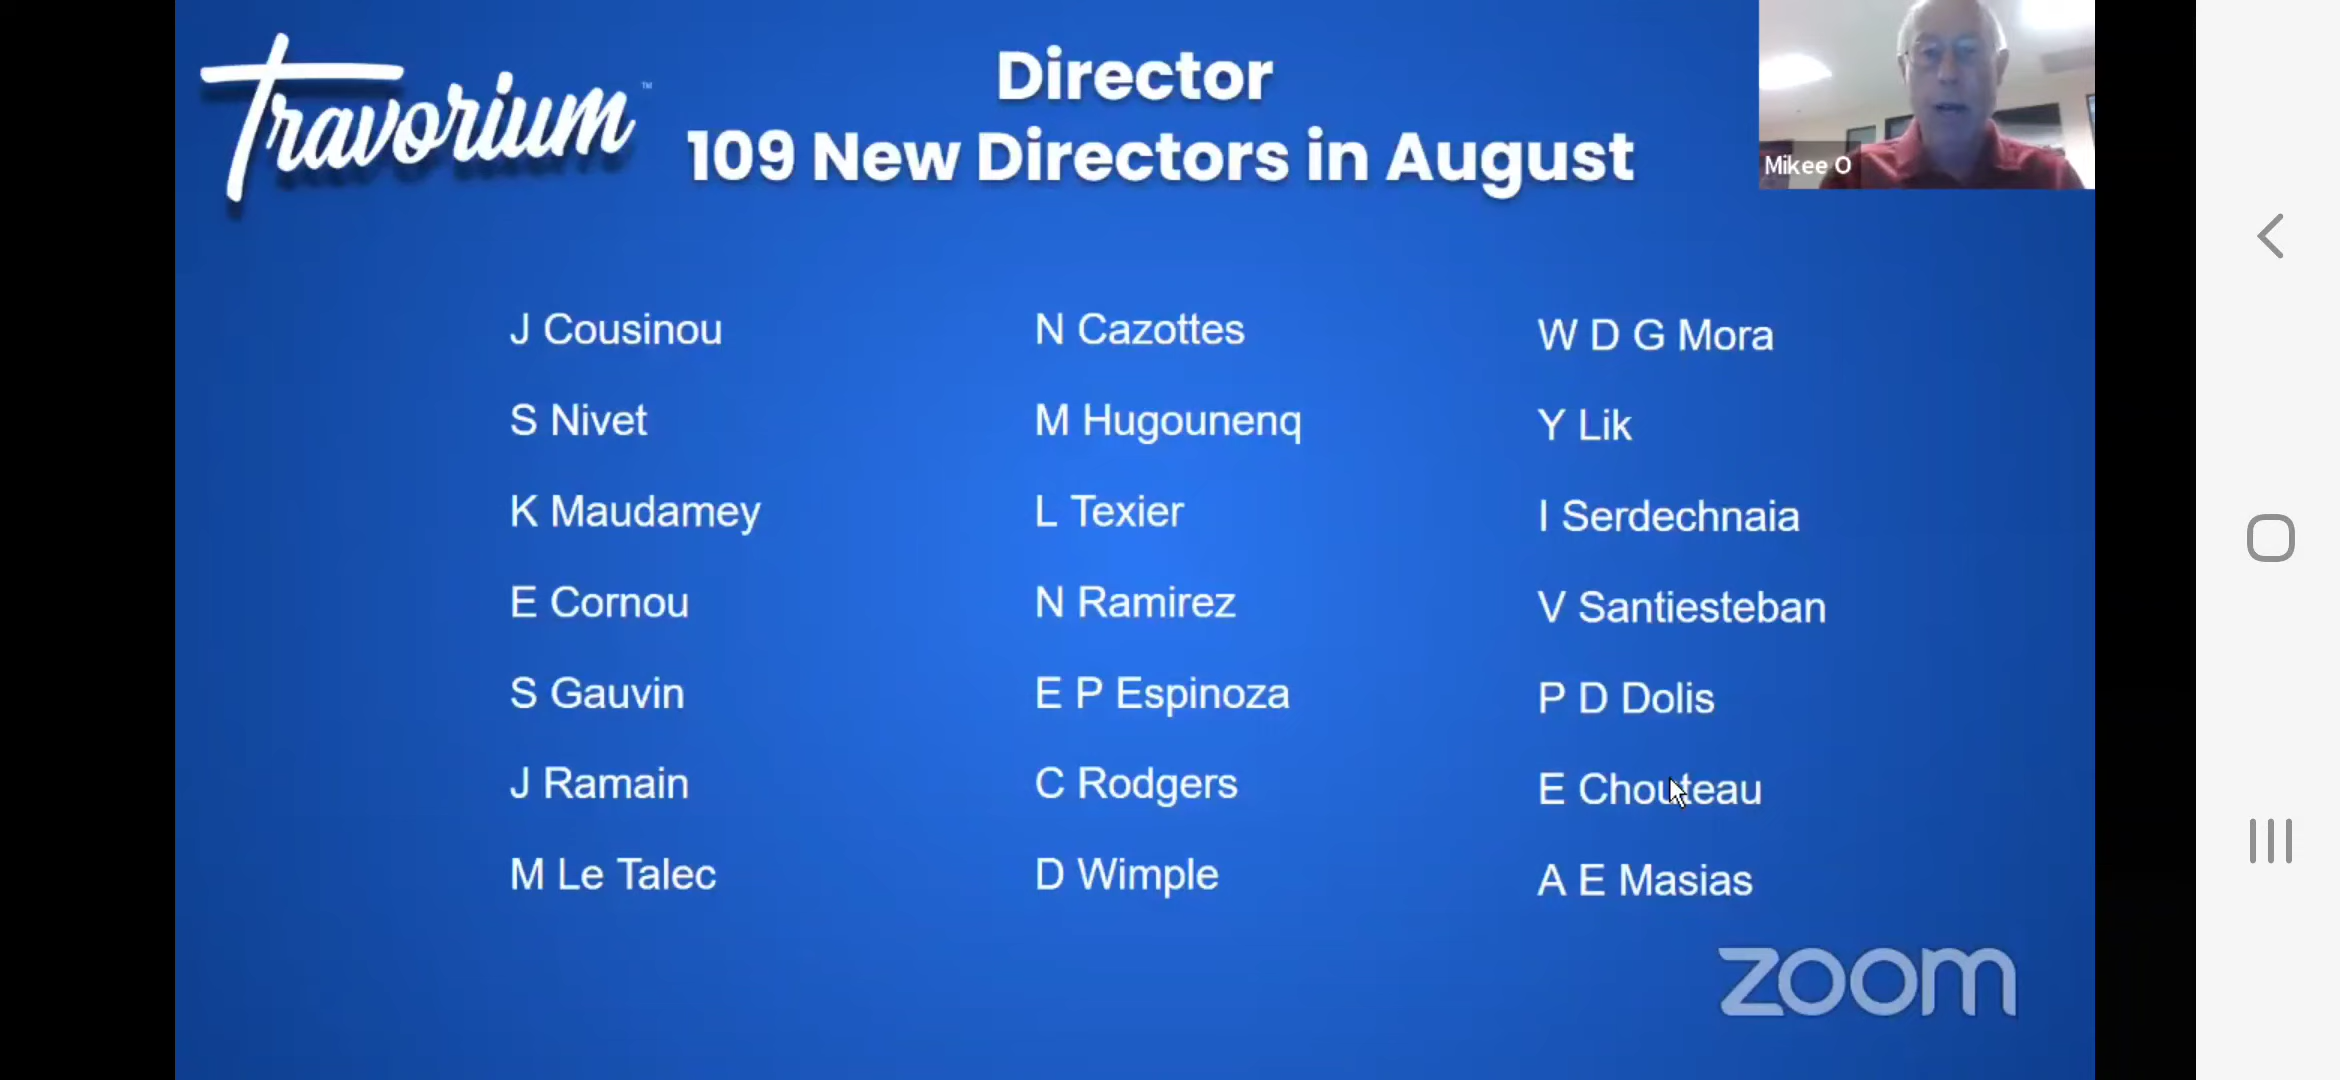 Travorium™
Director
109 New Directors in August
Mikee O
J Cousinou
S Nivet
K Maudamey
E Cornou
S Gauvin
J Ramain
M Le Talec
N Cazottes
M Hugounenq
L Texier
N Ramirez
E P Espinoza
C Rodgers
D Wimple
W D G Mora
Y Lik
I Serdechnaia
V Santiesteban
P D Dolis
E Chouteau
A E Masias
zoom